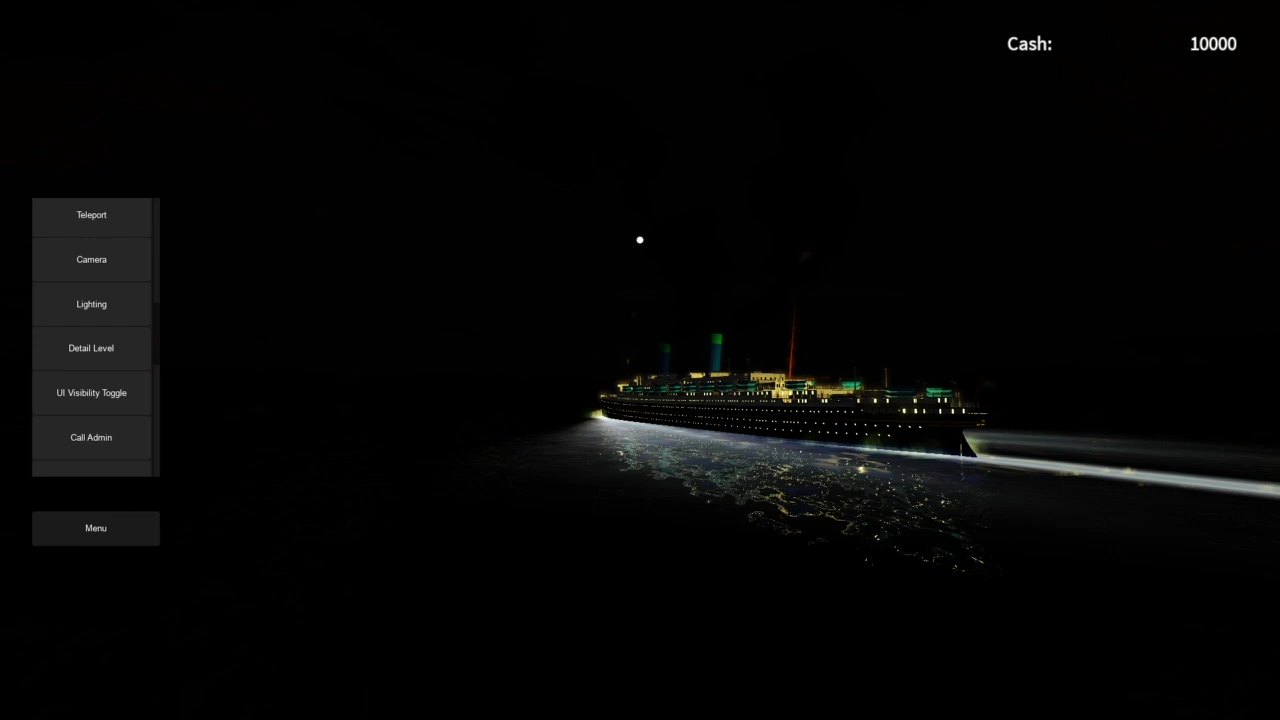 Cash: 10000
Teleport
Camera
Lighting
Detail Level
UI Visibility Toggle
Call Admin
Menu